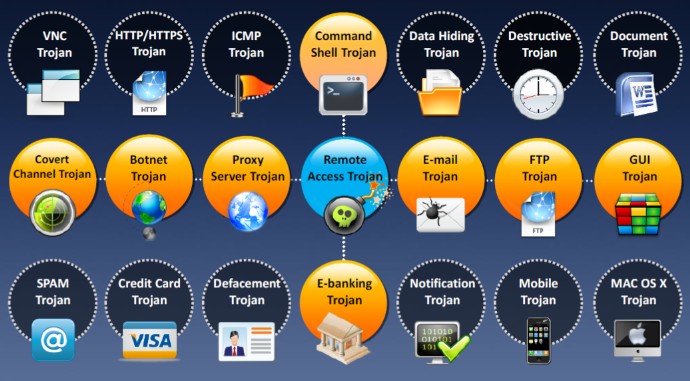 VNC
Trojan
HTTP/HTTPS
Trojan
HTTP
ICMP
Trojan
Command
Shell Trojan
>_
Data Hiding
Trojan
Destructive
Trojan
Document
Trojan
W
Covert
Channel Trojan
Botnet
Trojan
Proxy
Server Trojan
Remote
Access Trojan
E-mail
Trojan
FTP
Trojan
FTP
GUI
Trojan
SPAM
Trojan
@
Credit Card
Trojan
VISA
Defacement
Trojan
E-banking
Trojan
Notification
Trojan
101010
Mobile
Trojan
MAC OS X
Trojan